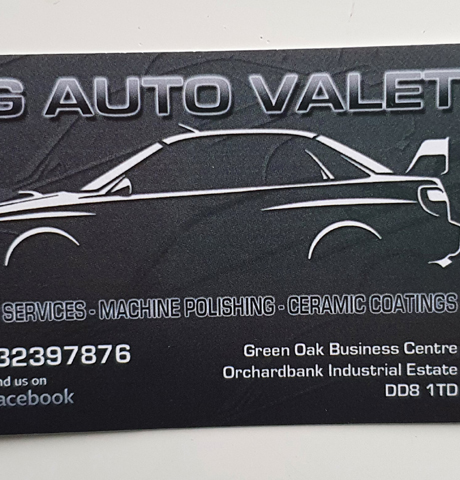 G AUTO VALET
SERVICES - MACHINE POLISHING - CERAMIC COATINGS
32397876
nd us on
acebook
Green Oak Business Centre
Orchardbank Industrial Estate
DD8 1TD